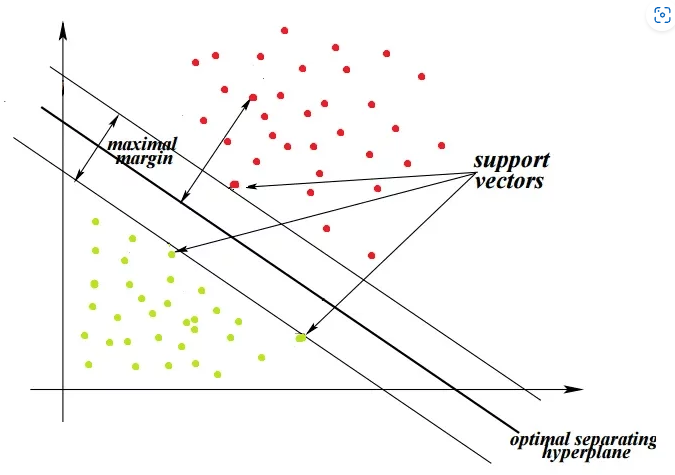 maximal
margin
support
vectors
optimal separating
hyperplane